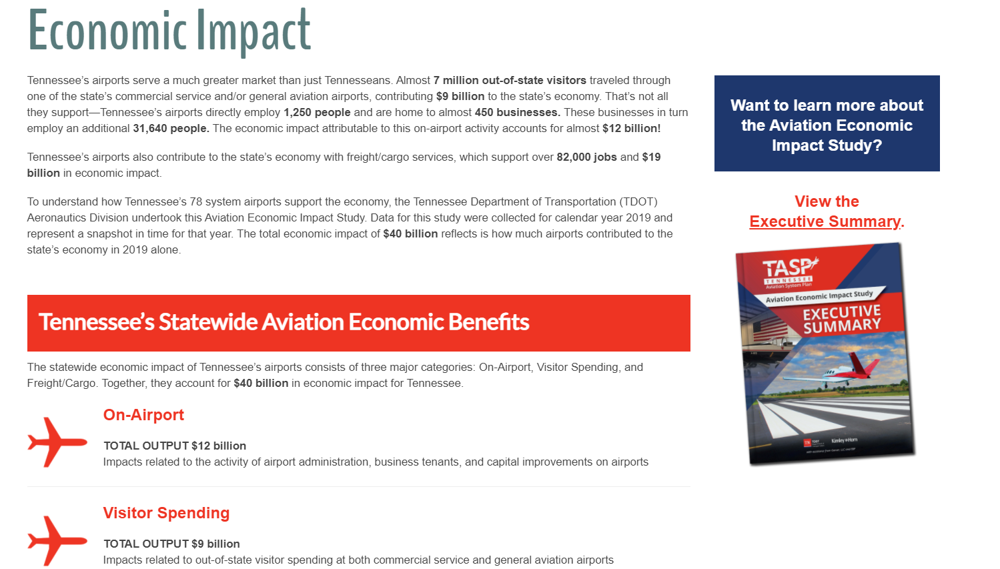 Economic Impact
Tennessee’s airports serve a much greater market than just Tennesseans. Almost 7 million out-of-state visitors traveled through
one of the state’s commercial service and/or general aviation airports, contributing $9 billion to the state’s economy. That’s not all
they support—Tennessee’s airports directly employ 1,250 people and are home to almost 450 businesses. These businesses in turn
employ an additional 31,640 people. The economic impact attributable to this on-airport activity accounts for almost $12 billion!
Tennessee’s airports also contribute to the state’s economy with freight/cargo services, which support over 82,000 jobs and $19
billion in economic impact.
To understand how Tennessee’s 78 system airports support the economy, the Tennessee Department of Transportation (TDOT)
Aeronautics Division undertook this Aviation Economic Impact Study. Data for this study were collected for calendar year 2019 and
represent a snapshot in time for that year. The total economic impact of $40 billion reflects is how much airports contributed to the
state’s economy in 2019 alone.
Tennessee’s Statewide Aviation Economic Benefits
The statewide economic impact of Tennessee’s airports consists of three major categories: On-Airport, Visitor Spending, and
Freight/Cargo. Together, they account for $40 billion in economic impact for Tennessee.
On-Airport
TOTAL OUTPUT $12 billion
Impacts related to the activity of airport administration, business tenants, and capital improvements on airports
Visitor Spending
TOTAL OUTPUT $9 billion
Impacts related to out-of-state visitor spending at both commercial service and general aviation airports
Want to learn more about
the Aviation Economic
Impact Study?
View the
Executive Summary.
TASP
TENNESSEE
Aviation System Plan
Aviation Economic Impact Study
EXECUTIVE
SUMMARY
TN TDOT
Kimley»Horn